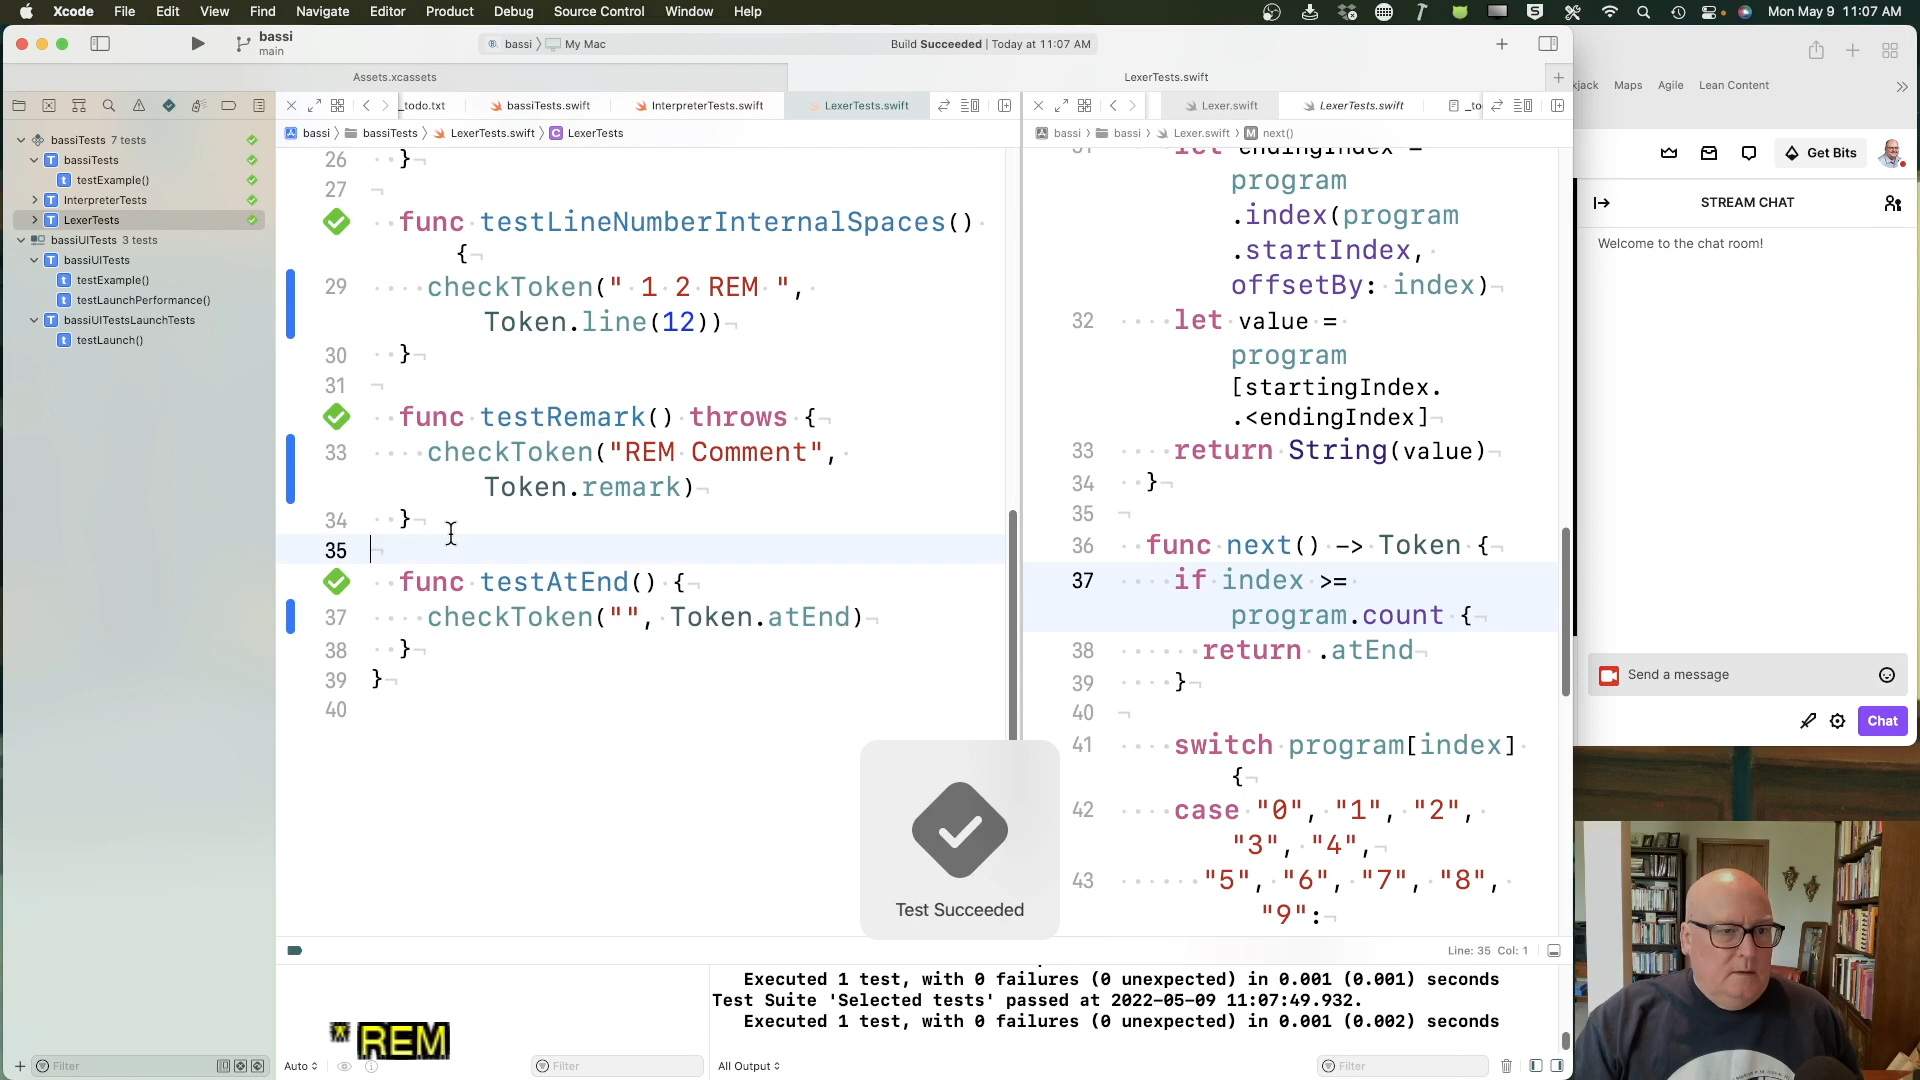 Xcode File Edit View Find Navigate Editor Product Debug Source Control Window Help
Mon May 9 11:07 AM
bassi
main
bassi 〉 My Mac
Build Succeeded | Today at 11:07 AM
Assets.xcassets
LexerTests.swift
_todo.txt
bassiTests.swift
InterpreterTests.swift
LexerTests.swift
Lexer.swift
LexerTests.swift
_to
bassi 〉 bassiTests 〉 LexerTests.swift 〉 C LexerTests
bassi 〉 bassi 〉 Lexer.swift 〉 M next()
bassiTests 7 tests
T bassiTests
t testExample()
T InterpreterTests
T LexerTests
bassiUITests 3 tests
T bassiUITests
t testExample()
t testLaunchPerformance()
T bassiUITestsLaunchTests
t testLaunch()
26 }
27
func testLineNumberInternalSpaces()
{
29 checkToken(" 1 2 REM ",
Token.line(12))
30 }
31
func testRemark() throws {
33 checkToken("REM Comment",
Token.remark)
34 }
35
func testAtEnd() {
37 checkToken("", Token.atEnd)
38 }
39 }
40
31 let endingIndex =
program
.index(program
.startIndex,
offsetBy: index)
32 let value =
program
[startingIndex.
.<endingIndex]
33 return String(value)
34 }
35
36 func next() -> Token {
37 if index >=
program.count {
38 return .atEnd
39 }
40
41 switch program[index]
{
42 case "0", "1", "2",
"3", "4",
43 "5", "6", "7", "8",
"9":
Test Succeeded
Line: 35 Col: 1
Executed 1 test, with 0 failures (0 unexpected) in 0.001 (0.001) seconds
Test Suite 'Selected tests' passed at 2022-05-09 11:07:49.932.
Executed 1 test, with 0 failures (0 unexpected) in 0.001 (0.002) seconds
* REM
Filter
Auto
Filter
All Output
Filter
kjack Maps Agile Lean Content
Get Bits
STREAM CHAT
Welcome to the chat room!
Send a message
Chat